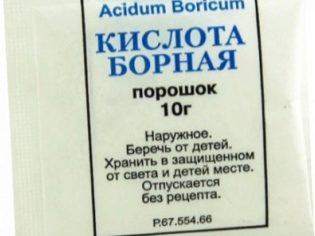 Acidum Boricum
КИСЛОТА
БОРНАЯ
порошок
10г
Наружное.
Беречь от детей.
Хранить в защищенном
от света и детей месте.
Отпускается
без рецепта.
Р.67.554.66